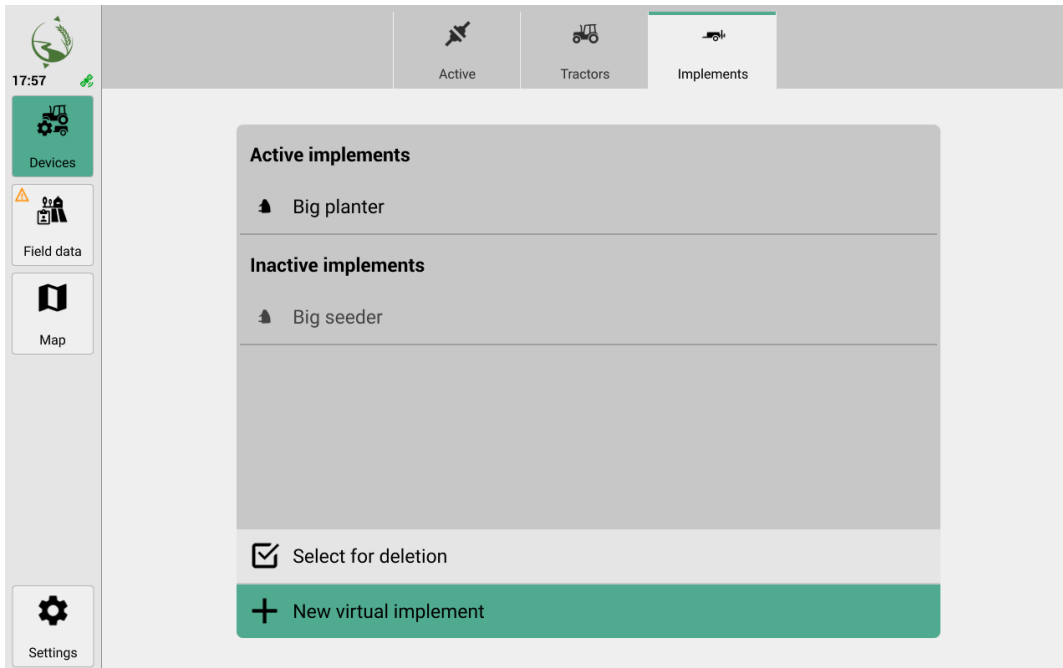 Active
Tractors
Implements
17:57
Devices
Field data
Map
Settings
Active implements
Big planter
Inactive implements
Big seeder
Select for deletion
New virtual implement